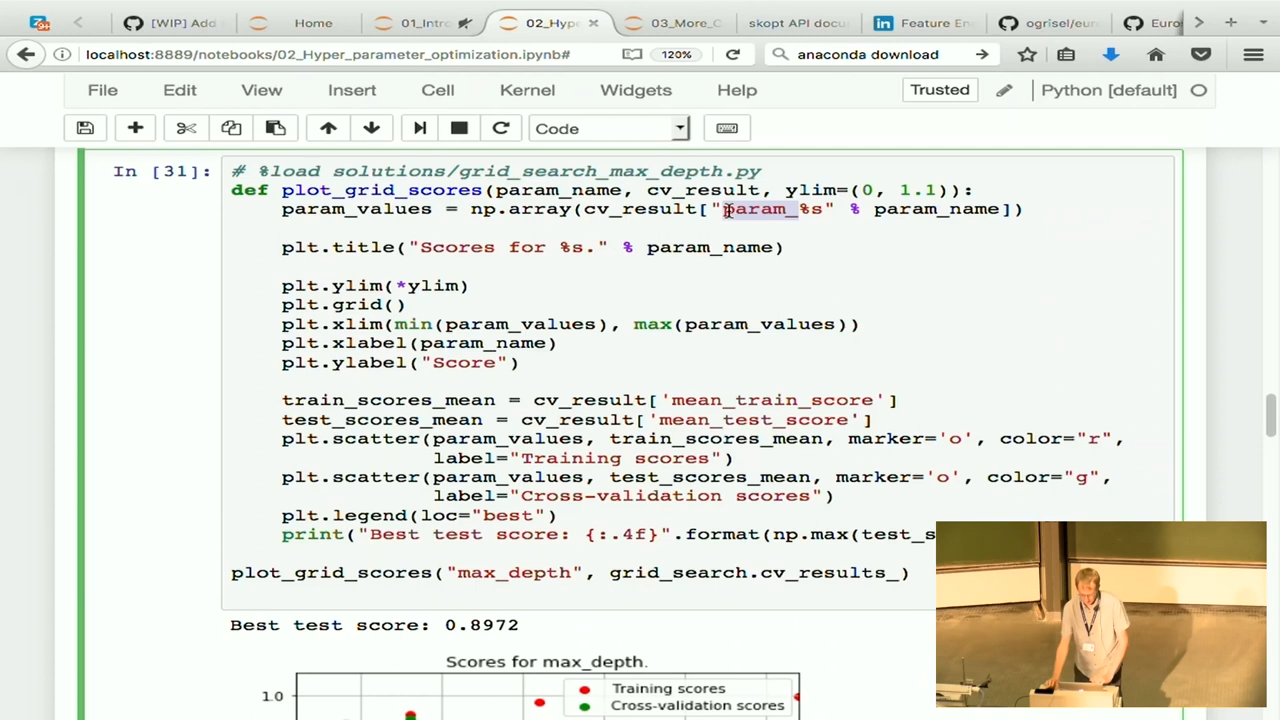 [WIP] Add
Home
01_Intr
02_Hype
03_More_C
skopt API docu
Feature En
ogrisel/eur
Euros
localhost:8889/notebooks/02_Hyper_parameter_optimization.ipynb#
120%
anaconda download
File Edit View Insert Cell Kernel Widgets Help Trusted Python [default]
Code
In [31]: # %load solutions/grid_search_max_depth.py
def plot_grid_scores(param_name, cv_result, ylim=(0, 1.1)):
param_values = np.array(cv_result["param_%s" % param_name])
plt.title("Scores for %s." % param_name)
plt.ylim(*ylim)
plt.grid()
plt.xlim(min(param_values), max(param_values))
plt.xlabel(param_name)
plt.ylabel("Score")
train_scores_mean = cv_result['mean_train_score']
test_scores_mean = cv_result['mean_test_score']
plt.scatter(param_values, train_scores_mean, marker='o', color="r",
label="Training scores")
plt.scatter(param_values, test_scores_mean, marker='o', color="g",
label="Cross-validation scores")
plt.legend(loc="best")
print("Best test score: {:.4f}".format(np.max(test_s
plot_grid_scores("max_depth", grid_search.cv_results_)
Best test score: 0.8972
Scores for max_depth.
1.0
Training scores
Cross-validation scores